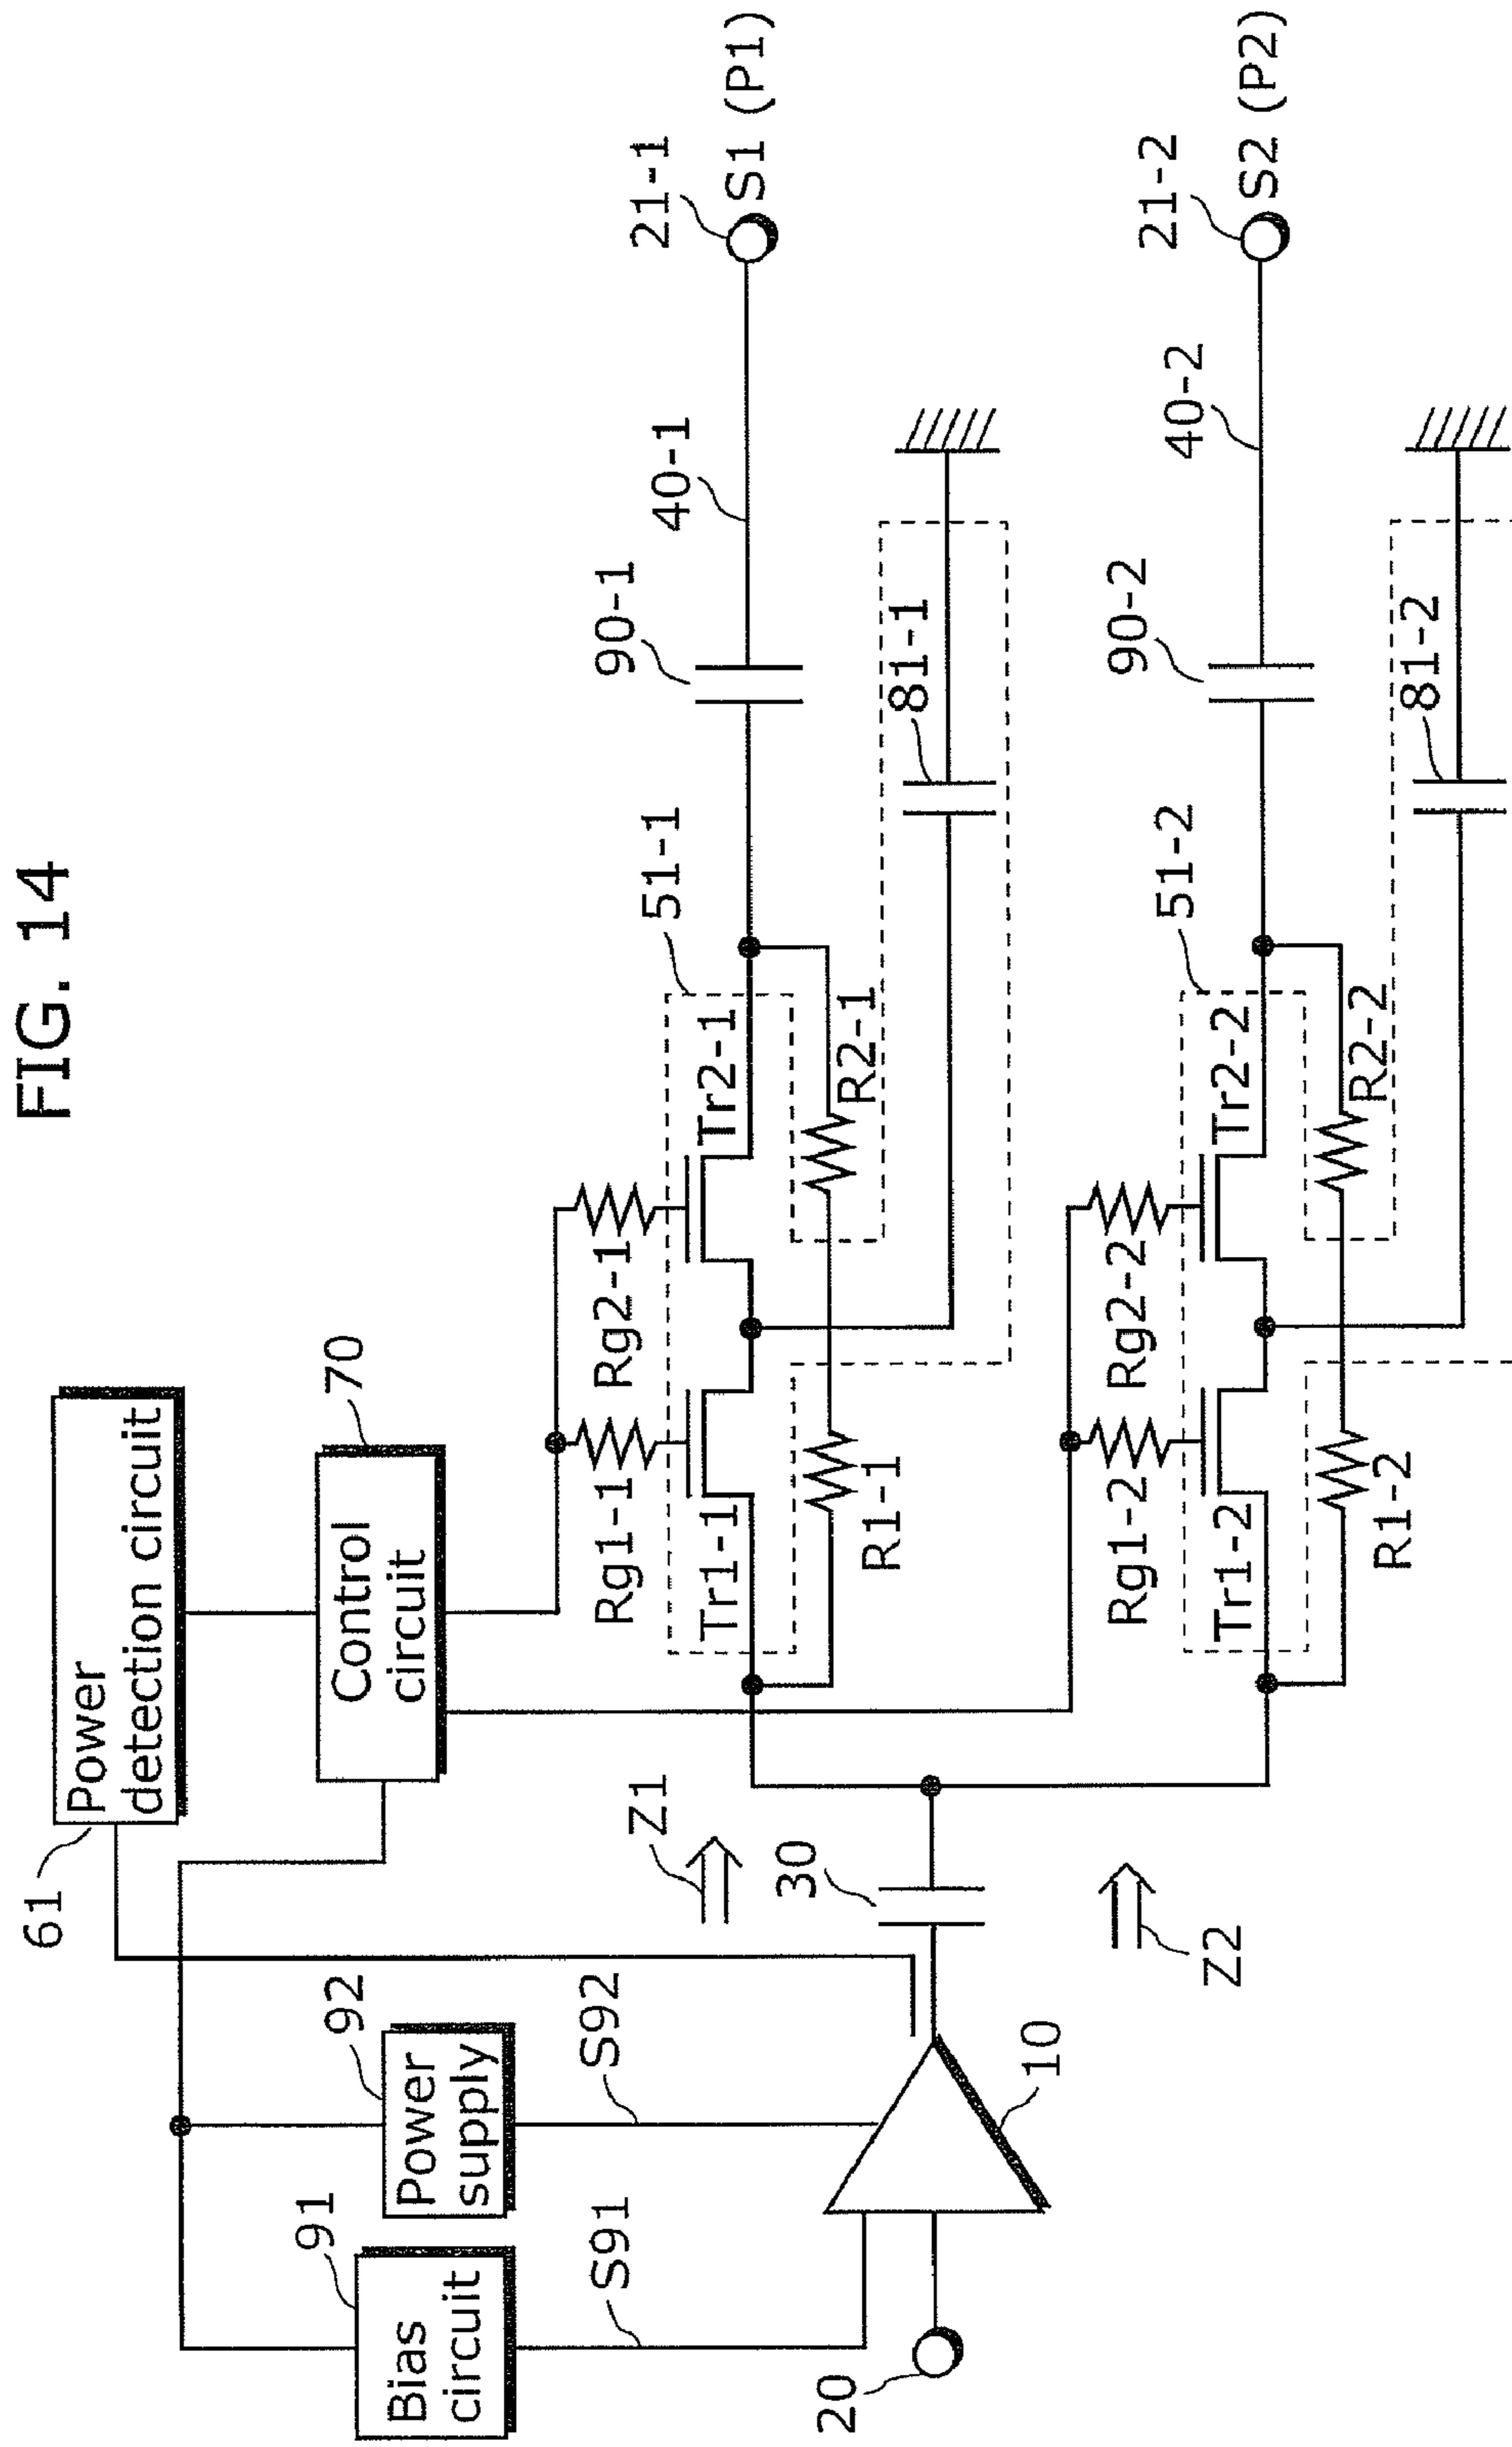 FIG. 14
61
Power
detection circuit
70
Control
circuit
91
Bias
circuit
92
Power
supply
S91
S92
20
10
30
Z1
Z2
Rg1-1
Rg2-1
51-1
Tr1-1
Tr2-1
R1-1
R2-1
81-1
90-1
40-1
21-1
S1 (P1)
Rg1-2
Rg2-2
51-2
Tr1-2
Tr2-2
R1-2
R2-2
81-2
90-2
40-2
21-2
S2 (P2)